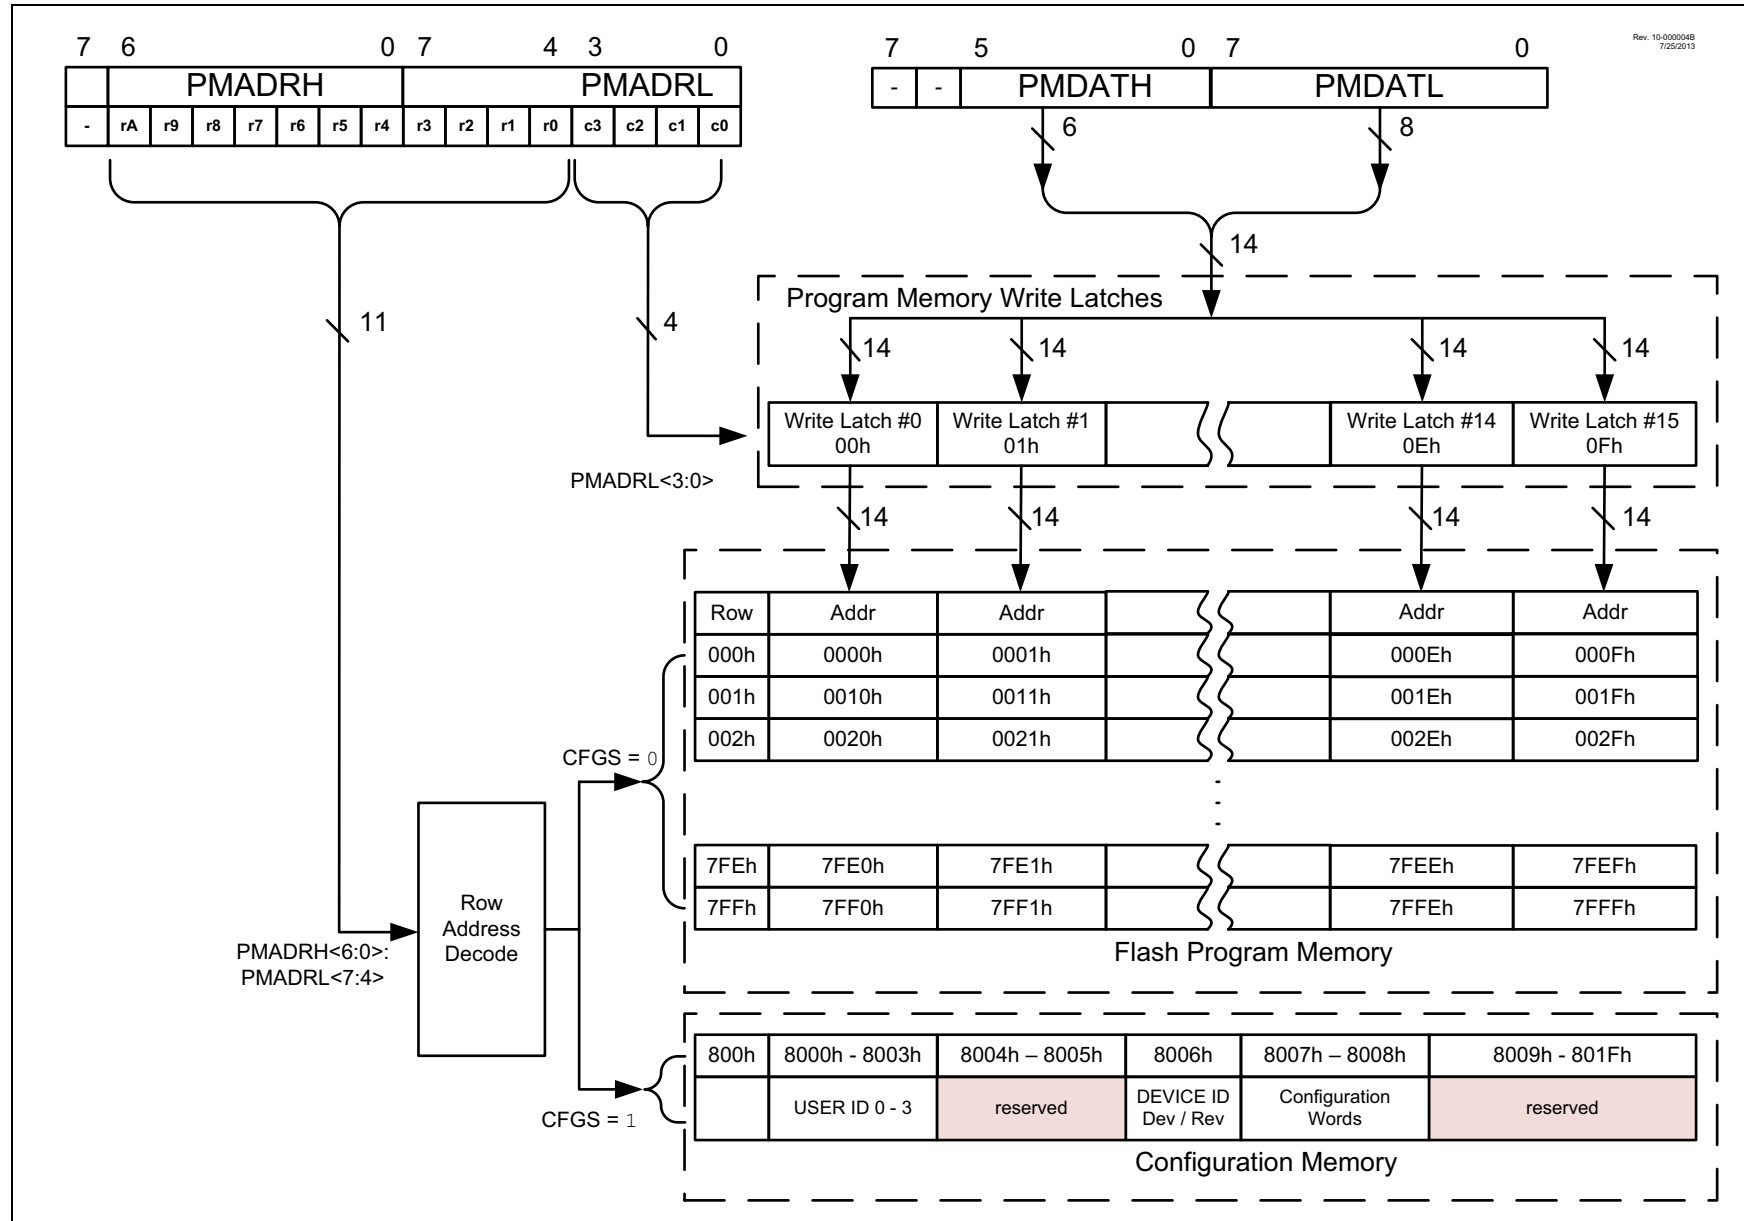 7 6 0 7 4 3 0
7 5 0 7 0
Rev. 10-000004B
7/25/2013
PMADRH PMADRL
- rA r9 r8 r7 r6 r5 r4 r3 r2 r1 r0 c3 c2 c1 c0
- - PMDATH PMDATL
6 8
14
11 4
Program Memory Write Latches
14 14 14 14
Write Latch #0
00h
Write Latch #1
01h
Write Latch #14
0Eh
Write Latch #15
0Fh
PMADRL<3:0>
14 14 14 14
Row Addr Addr Addr Addr
000h 0000h 0001h 000Eh 000Fh
001h 0010h 0011h 001Eh 001Fh
002h 0020h 0021h 002Eh 002Fh
CFGS = 0
7FEh 7FE0h 7FE1h 7FEEh 7FEFh
7FFh 7FF0h 7FF1h 7FFEh 7FFFh
Flash Program Memory
Row
Address
Decode
PMADRH<6:0>:
PMADRL<7:4>
800h 8000h - 8003h 8004h – 8005h 8006h 8007h – 8008h 8009h - 801Fh
USER ID 0 - 3
reserved
DEVICE ID
Dev / Rev
Configuration
Words
reserved
CFGS = 1
Configuration Memory